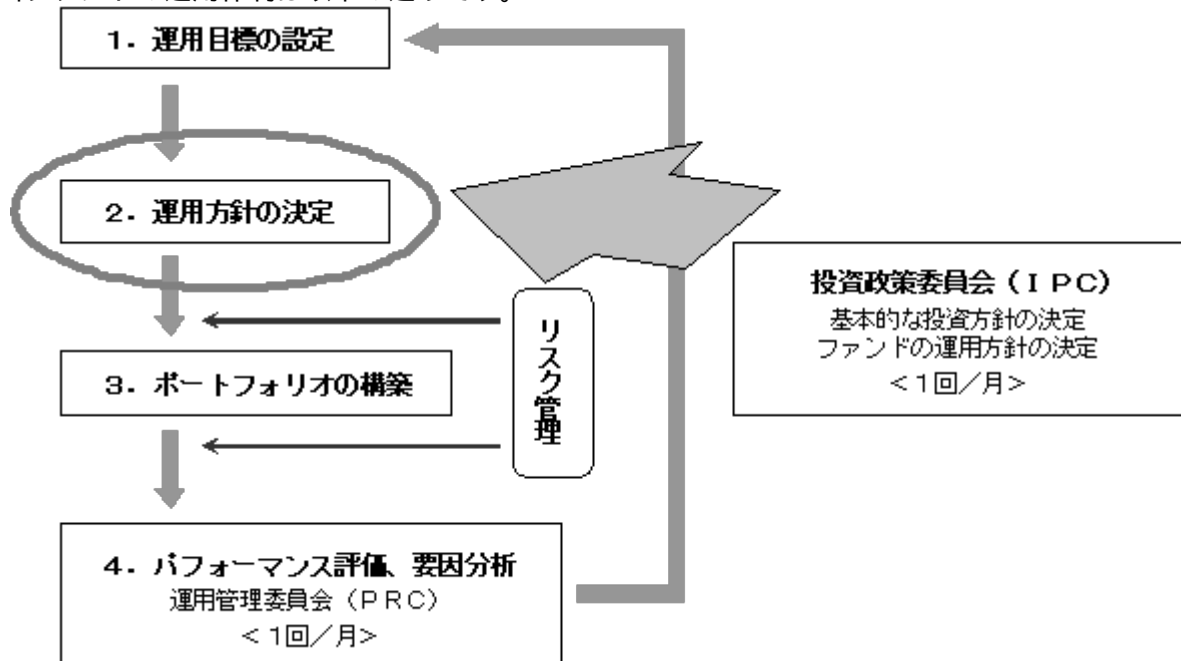 1．運用目標の設定
2．運用方針の決定
投資政策委員会（ＩＰＣ）
基本的な投資方針の決定
ファンドの運用方針の決定
＜1回／月＞
リスク管理
3．ポートフォリオの構築
4．パフォーマンス評価、要因分析
運用管理委員会（ＰＲＣ）
＜1回／月＞